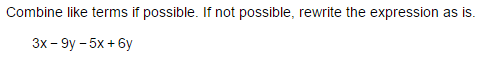 Combine like terms if possible. If not possible, rewrite the expression as is.
3x – 9y – 5x + 6y